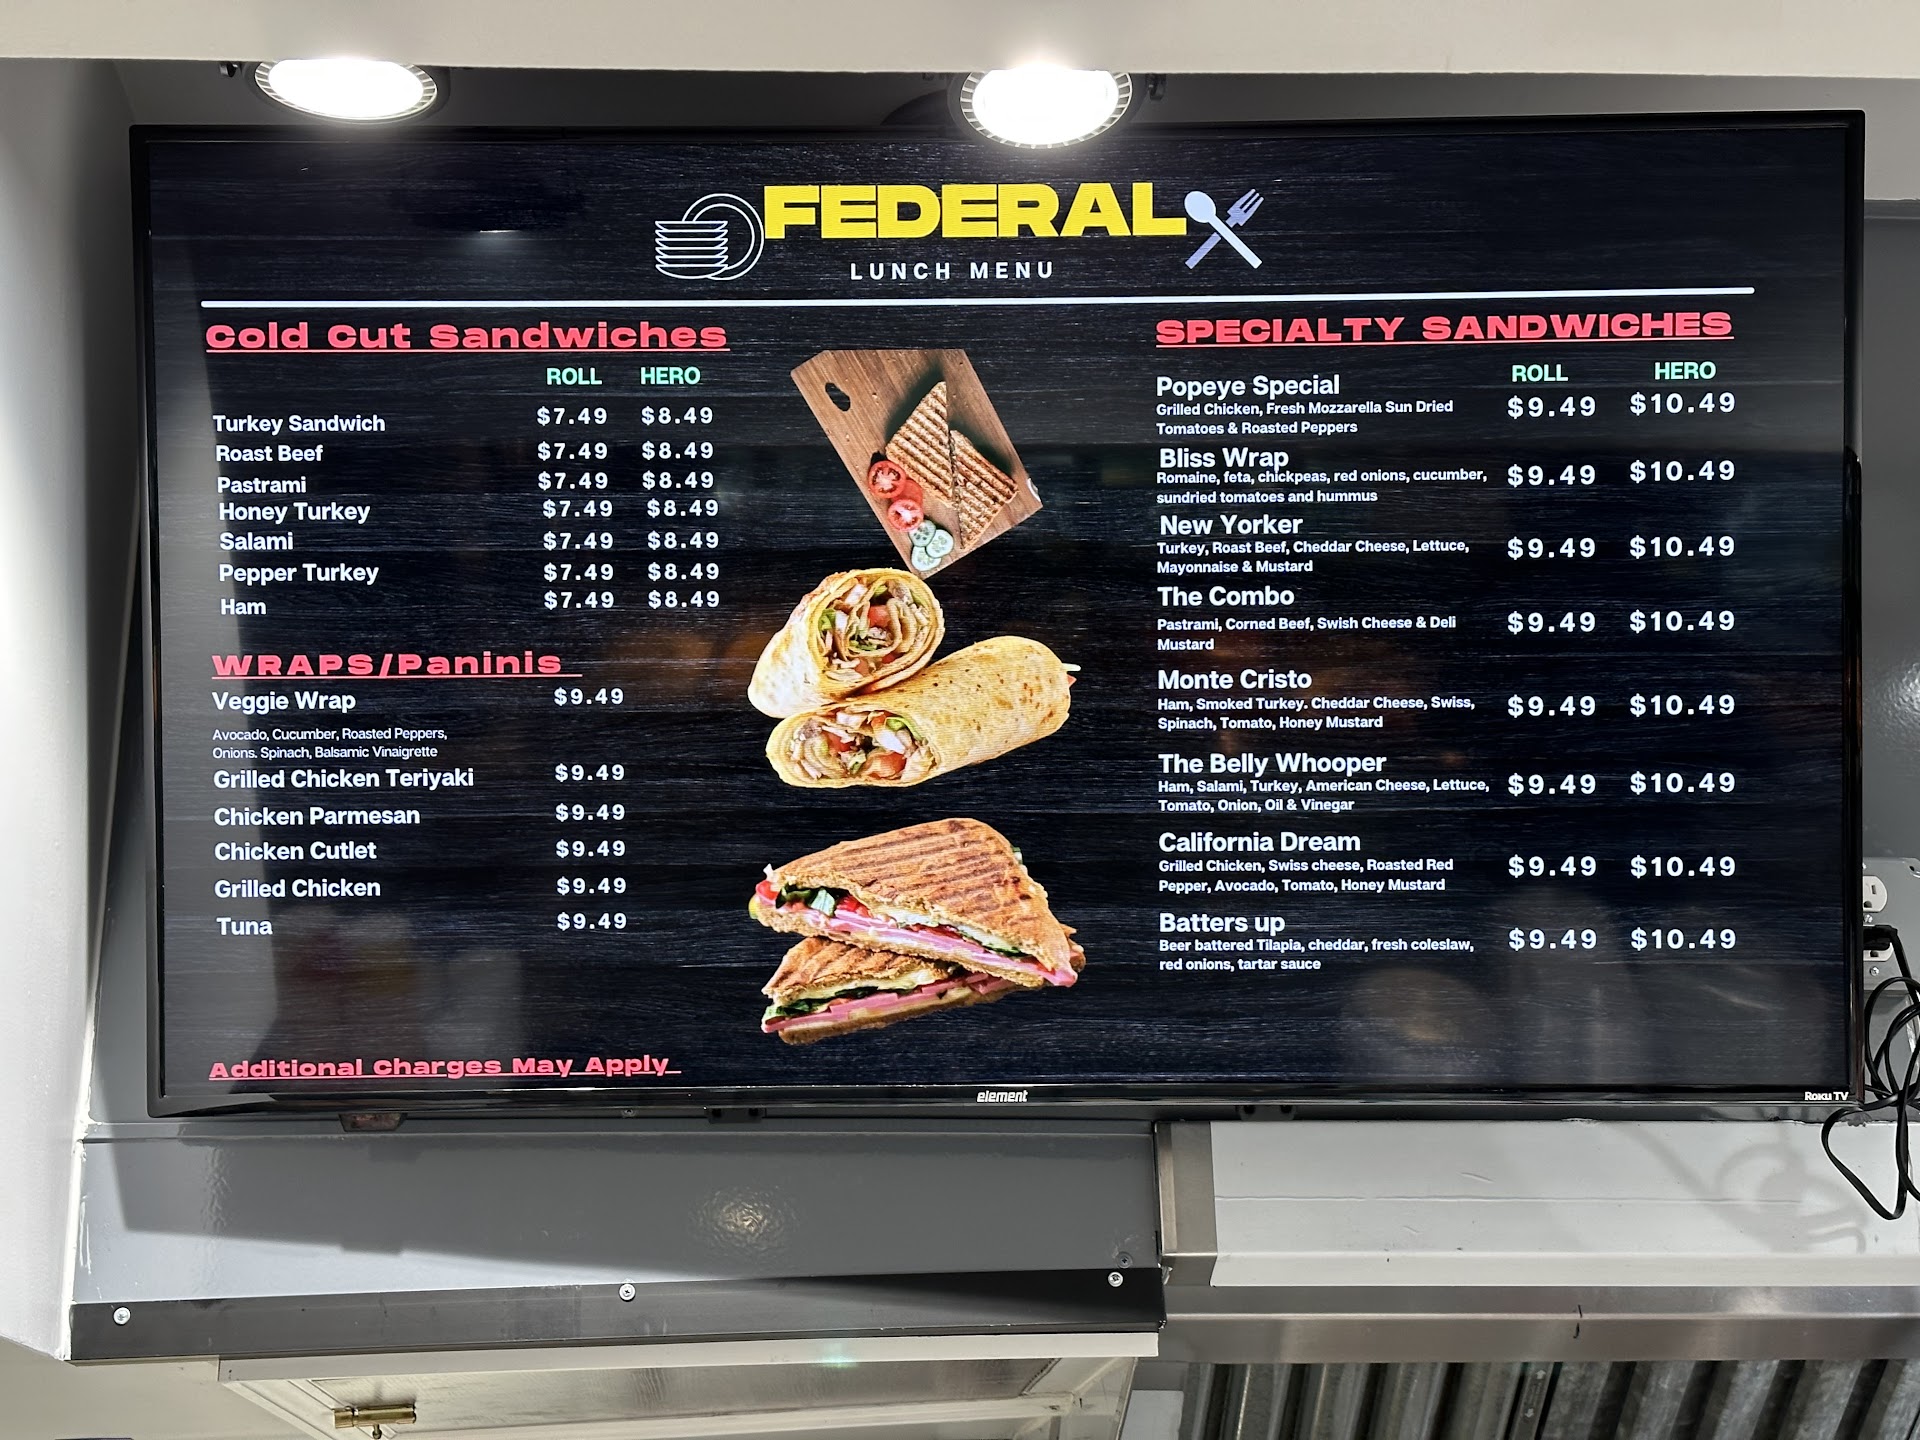 FEDERAL
LUNCH MENU
Cold Cut Sandwiches
ROLL HERO
Turkey Sandwich $7.49 $8.49
Roast Beef $7.49 $8.49
Pastrami $7.49 $8.49
Honey Turkey $7.49 $8.49
Salami $7.49 $8.49
Pepper Turkey $7.49 $8.49
Ham $7.49 $8.49
WRAPS/Paninis
Veggie Wrap $9.49
Avocado, Cucumber, Roasted Peppers,
Onions. Spinach, Balsamic Vinaigrette
Grilled Chicken Teriyaki $9.49
Chicken Parmesan $9.49
Chicken Cutlet $9.49
Grilled Chicken $9.49
Tuna $9.49
Additional Charges May Apply
SPECIALTY SANDWICHES
ROLL HERO
Popeye Special $9.49 $10.49
Grilled Chicken, Fresh Mozzarella Sun Dried
Tomatoes & Roasted Peppers
Bliss Wrap $9.49 $10.49
Romaine, feta, chickpeas, red onions, cucumber,
sundried tomatoes and hummus
New Yorker $9.49 $10.49
Turkey, Roast Beef, Cheddar Cheese, Lettuce,
Mayonnaise & Mustard
The Combo $9.49 $10.49
Pastrami, Corned Beef, Swish Cheese & Deli
Mustard
Monte Cristo $9.49 $10.49
Ham, Smoked Turkey. Cheddar Cheese, Swiss,
Spinach, Tomato, Honey Mustard
The Belly Whooper $9.49 $10.49
Ham, Salami, Turkey, American Cheese, Lettuce,
Tomato, Onion, Oil & Vinegar
California Dream $9.49 $10.49
Grilled Chicken, Swiss cheese, Roasted Red
Pepper, Avocado, Tomato, Honey Mustard
Batters up $9.49 $10.49
Beer battered Tilapia, cheddar, fresh coleslaw,
red onions, tartar sauce
element
Roku TV